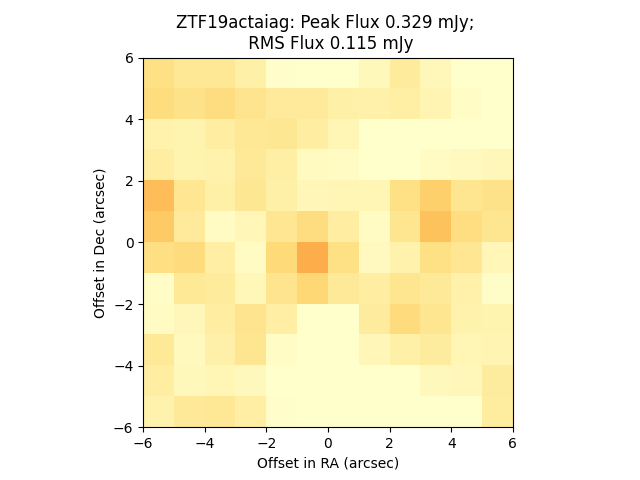 ZTF19actaiag: Peak Flux 0.329 mJy;
RMS Flux 0.115 mJy
6
4
2
0
−2
−4
−6
Offset in Dec (arcsec)
−6 −4 −2 0 2 4 6
Offset in RA (arcsec)